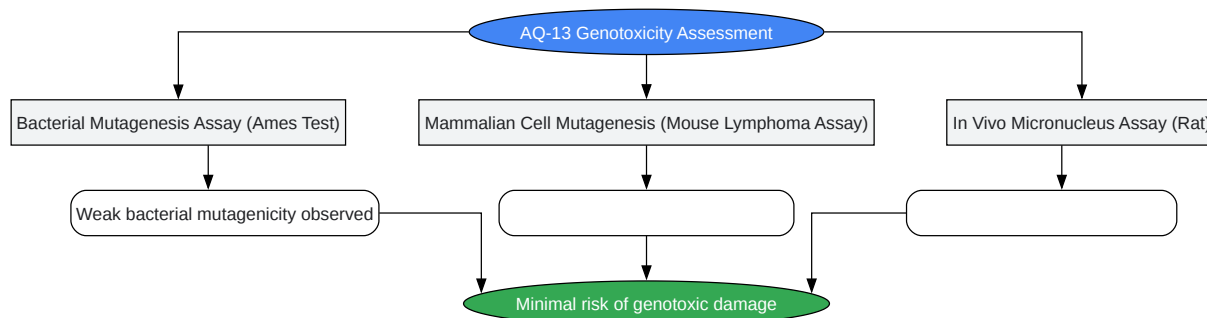 AQ-13 Genotoxicity Assessment
Bacterial Mutagenesis Assay (Ames Test)
Mammalian Cell Mutagenesis (Mouse Lymphoma Assay)
In Vivo Micronucleus Assay (Rat)
Weak bacterial mutagenicity observed
Minimal risk of genotoxic damage